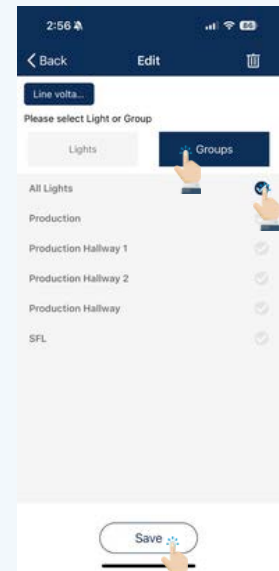 2:56 86
Back Edit
Line volta...
Please select Light or Group
Lights Groups
All Lights
Production
Production Hallway 1
Production Hallway 2
Production Hallway
SFL
Save